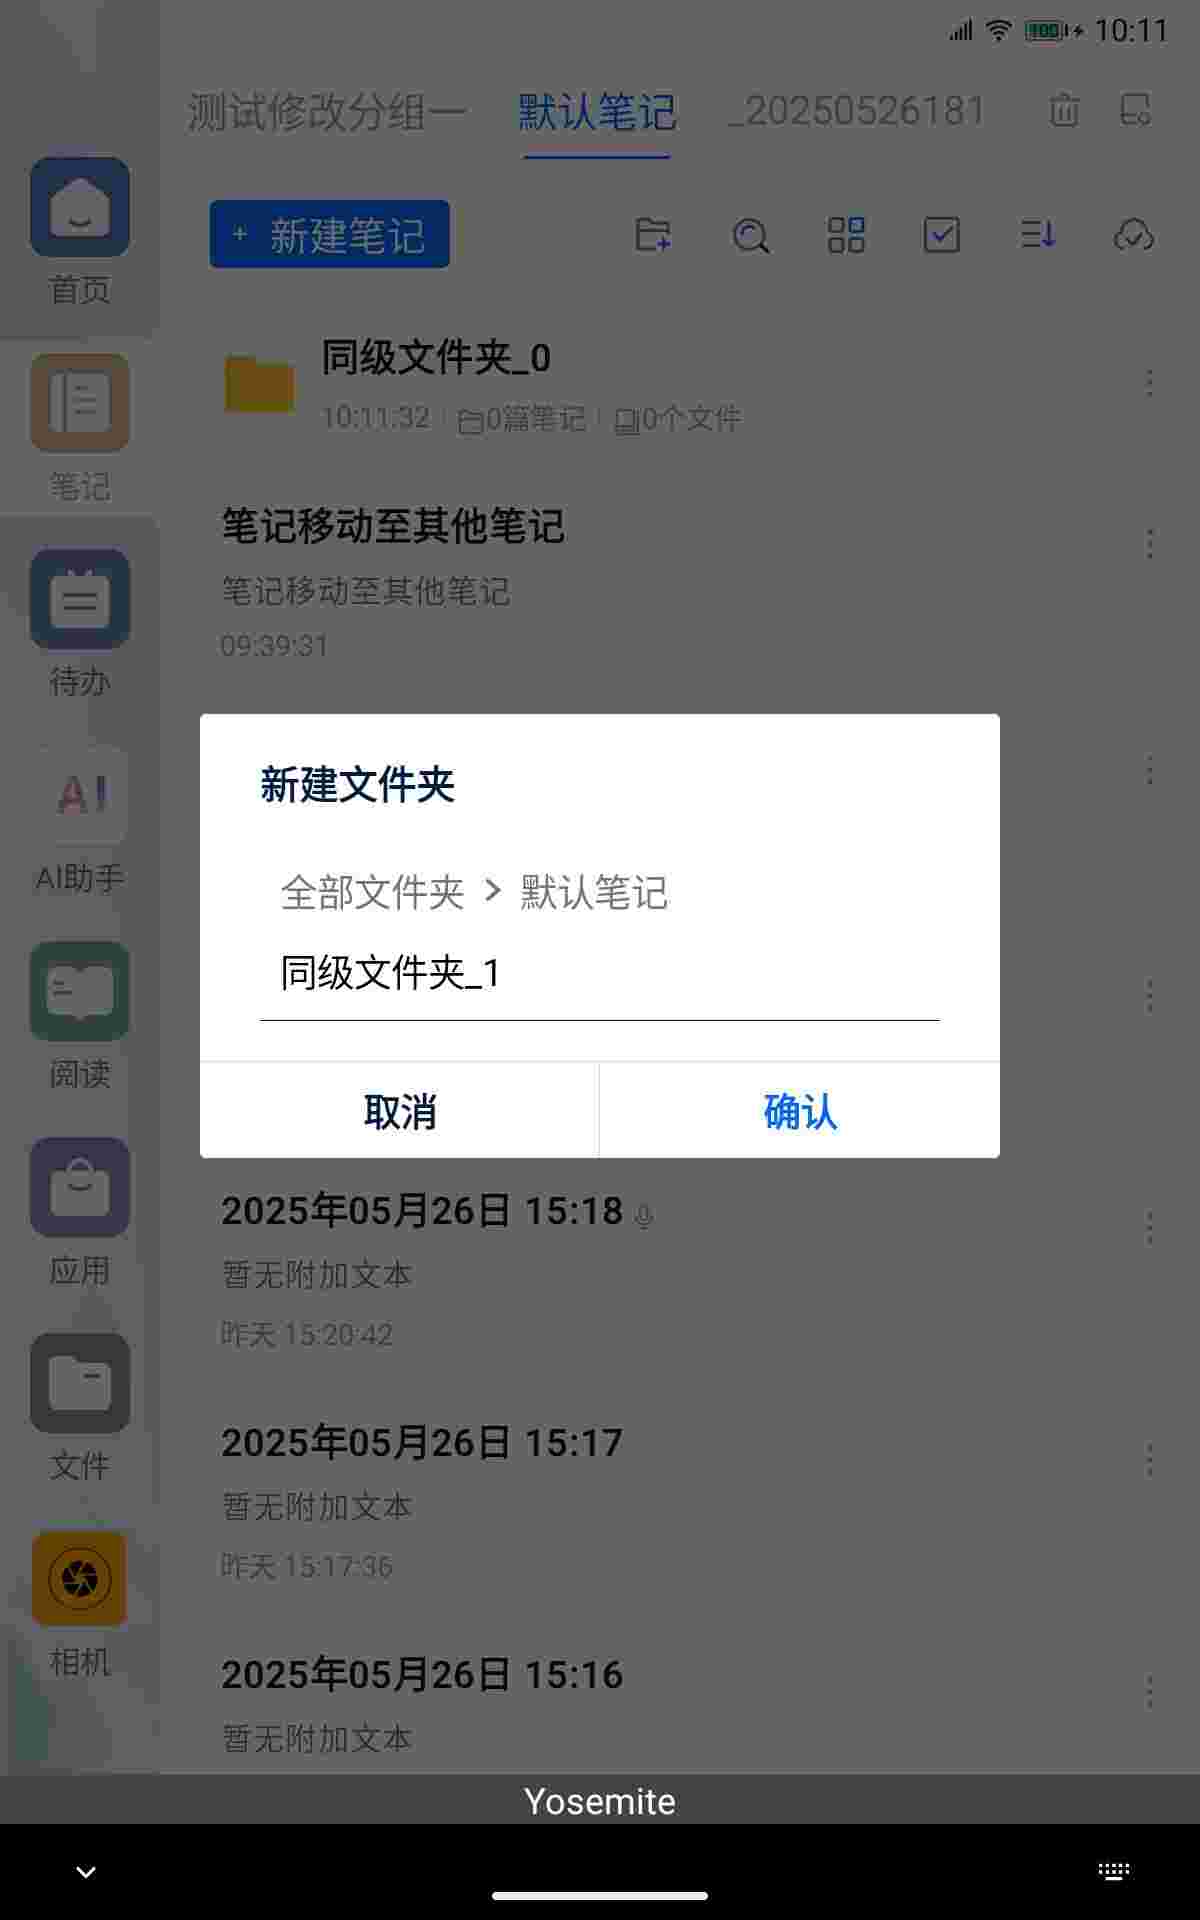 10:11
测试修改分组一 默认笔记 _20250526181
+ 新建笔记
首页
笔记
待办
AI
AI助手
阅读
应用
文件
相机
同级文件夹_0
10:11:32 0篇笔记 0个文件
笔记移动至其他笔记
笔记移动至其他笔记
09:39:31
新建文件夹
全部文件夹 > 默认笔记
同级文件夹_1
取消 确认
2025年05月26日 15:18
暂无附加文本
昨天 15:20:42
2025年05月26日 15:17
暂无附加文本
昨天 15:17:36
2025年05月26日 15:16
暂无附加文本
Yosemite